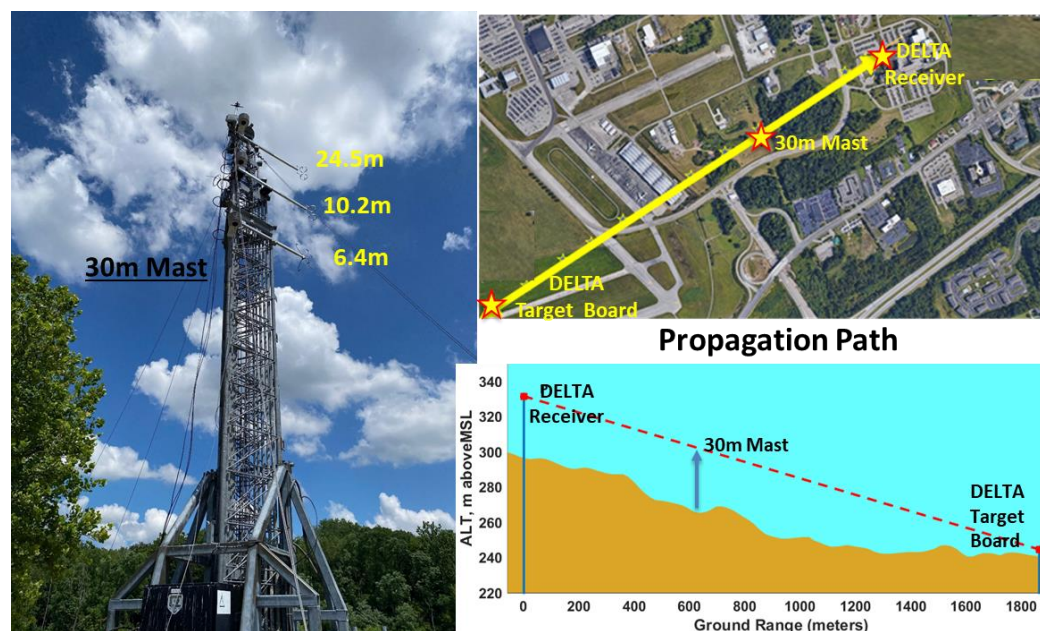 24.5m
10.2m
6.4m
30m Mast
DELTA
Receiver
30m Mast
DELTA
Target Board
Propagation Path
DELTA
Receiver
30m Mast
DELTA
Target
Board
ALT, m aboveMSL
340
320
300
280
260
240
220
0
200
400
600
800
1000
1200
1400
1600
1800
Ground Range (meters)